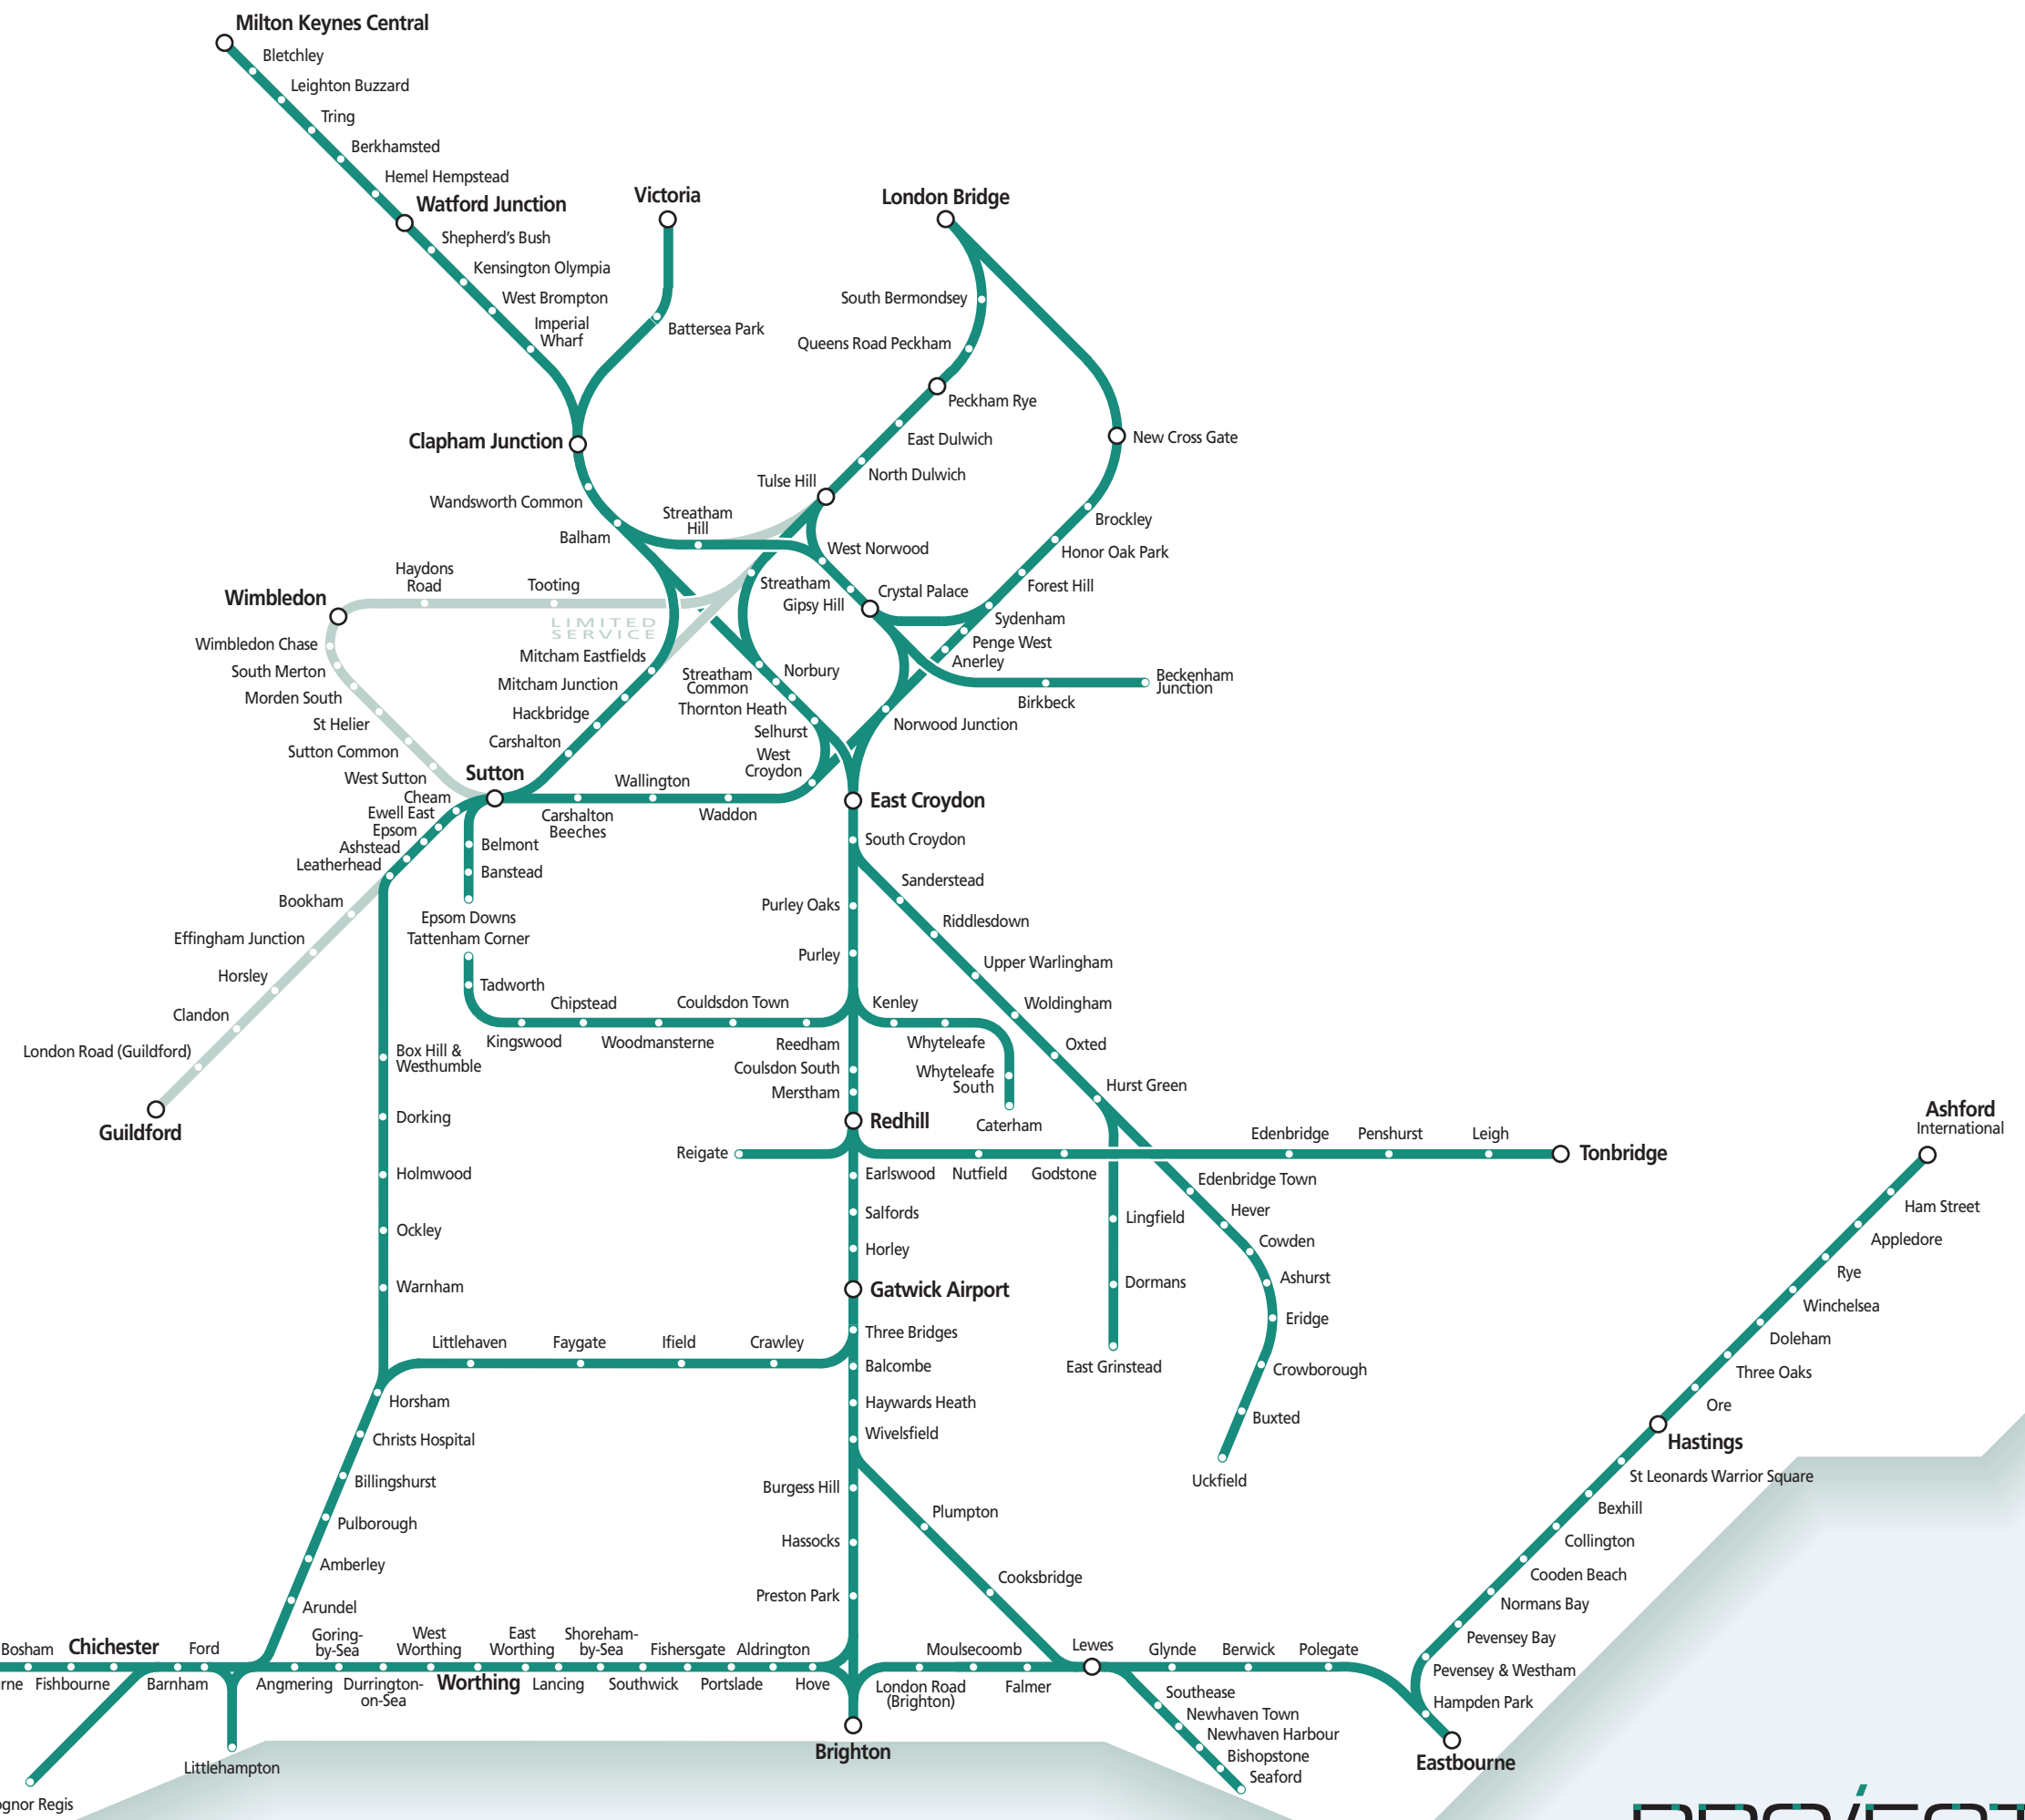 Milton Keynes Central
Bletchley
Leighton Buzzard
Tring
Berkhamsted
Hemel Hempstead
Watford Junction
Shepherd's Bush
Kensington Olympia
West Brompton
Imperial
Wharf
Victoria
Battersea Park
London Bridge
South Bermondsey
Queens Road Peckham
Peckham Rye
East Dulwich
North Dulwich
Tulse Hill
New Cross Gate
Brockley
Honor Oak Park
Forest Hill
Sydenham
Penge West
Anerley
Clapham Junction
Wandsworth Common
Balham
Streatham
Hill
West Norwood
Streatham
Gipsy Hill
Crystal Palace
Birkbeck
Beckenham
Junction
Norwood Junction
Haydons
Road
Tooting
LIMITED
SERVICE
Wimbledon
Wimbledon Chase
South Merton
Morden South
St Helier
Sutton Common
West Sutton
Mitcham Eastfields
Mitcham Junction
Hackbridge
Carshalton
Streatham
Common
Norbury
Thornton Heath
Selhurst
West
Croydon
Sutton
Wallington
Carshalton
Beeches
Waddon
Cheam
Ewell East
Epsom
Ashstead
Leatherhead
Bookham
Effingham Junction
Horsley
Clandon
London Road (Guildford)
Guildford
Belmont
Banstead
Epsom Downs
Tattenham Corner
Tadworth
Kingswood
Chipstead
Woodmansterne
Couldsdon Town
Reedham
East Croydon
South Croydon
Purley Oaks
Purley
Kenley
Whyteleafe
Whyteleafe
South
Caterham
Coulsdon South
Merstham
Redhill
Reigate
Sanderstead
Riddlesdown
Upper Warlingham
Woldingham
Oxted
Hurst Green
Nutfield
Godstone
Edenbridge
Penshurst
Leigh
Tonbridge
Lingfield
Dormans
East Grinstead
Edenbridge Town
Hever
Cowden
Ashurst
Eridge
Crowborough
Buxted
Uckfield
Box Hill &
Westhumble
Dorking
Holmwood
Ockley
Warnham
Earlswood
Salfords
Horley
Gatwick Airport
Three Bridges
Balcombe
Haywards Heath
Wivelsfield
Littlehaven
Faygate
Ifield
Crawley
Horsham
Christs Hospital
Billingshurst
Pulborough
Amberley
Arundel
Burgess Hill
Hassocks
Preston Park
Plumpton
Cooksbridge
Ashford
International
Ham Street
Appledore
Rye
Winchelsea
Doleham
Three Oaks
Ore
Hastings
St Leonards Warrior Square
Bexhill
Collington
Cooden Beach
Normans Bay
Pevensey Bay
Pevensey & Westham
Hampden Park
Eastbourne
rne
Bosham
Fishbourne
Chichester
Barnham
Ford
Angmering
Goring-
by-Sea
Durrington-
on-Sea
West
Worthing
Worthing
East
Worthing
Lancing
Shoreham-
by-Sea
Southwick
Fishersgate
Portslade
Aldrington
Hove
Brighton
London Road
(Brighton)
Moulsecoomb
Falmer
Lewes
Glynde
Berwick
Polegate
Southease
Newhaven Town
Newhaven Harbour
Bishopstone
Seaford
Littlehampton
gnor Regis